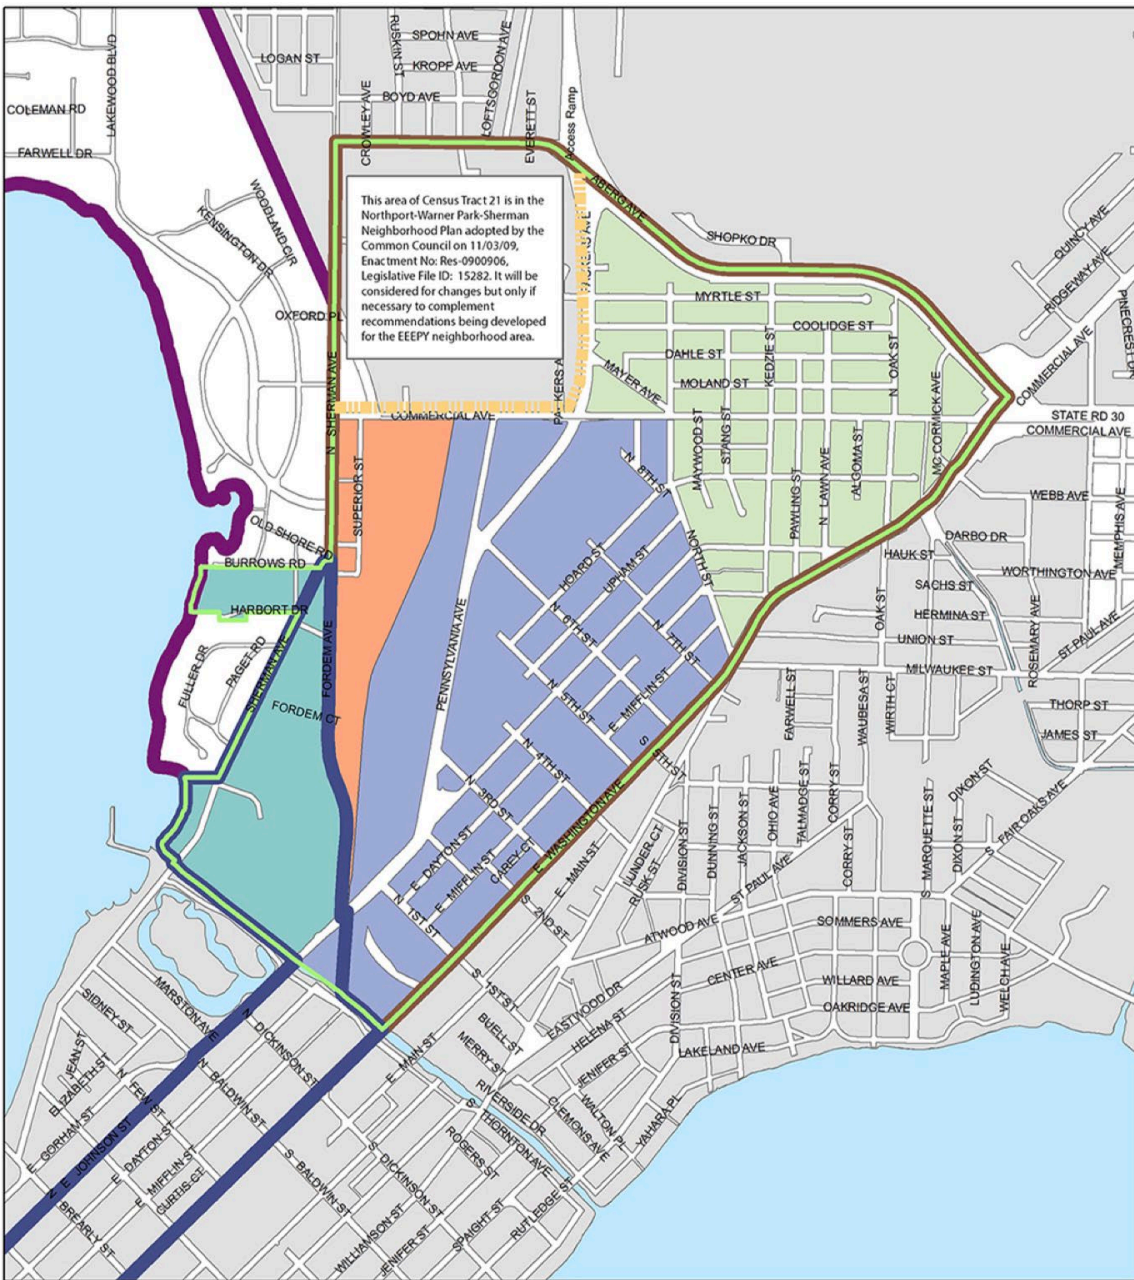 SPOHN AVE
RUSKIN ST
LOGAN ST
KROPF AVE
LOFTSGORDON AVE
LAKEWOOD BLVD
BOYD AVE
COLEMAN RD
CROWLEY AVE
EVERETT ST
Access Ramp
FARWELL DR
ABERG AVE
This area of Census Tract 21 is in the
Northport-Warner Park-Sherman
Neighborhood Plan adopted by the
Common Council on 11/03/09,
Enactment No: Res-0900906,
Legislative File ID: 15282. It will be
considered for changes but only if
necessary to complement
recommendations being developed
for the EEEPY neighborhood area.
WOODLAND CIR
KENSINGTON DR
SHOPKO DR
QUINCY AVE
RIDGEWAY AVE
OXFORD PL
MYRTLE ST
COOLIDGE ST
DAHLE ST
KEDZIE ST
N OAK ST
MAYER AVE
MOLAND ST
COMMERCIAL AVE
N SHERMAN AVE
COMMERCIAL AVE
STATE RD 30
COMMERCIAL AVE
MC CORMICK AVE
MAYWOOD ST
STANG ST
ALGOMA ST
N LAWN AVE
PAWLING ST
SUPERIOR ST
N 8TH ST
WEBB AVE
MEMPHIS AVE
OLD SHORE RD
DARBO DR
BURROWS RD
HAUK ST
WORTHINGTON AVE
HOARD ST
UPHAM ST
NORTH ST
SACHS ST
HARBORT DR
HERMINA ST
OAK ST
N 6TH ST
N 7TH ST
UNION ST
ROSEMARY AVE
ST PAUL AVE
PENNSYLVANIA AVE
FULLER DR
PAGET RD
SHERMAN AVE
FORDEM AVE
MILWAUKEE ST
FORDEM CT
N 5TH ST
E MIFFLIN ST
FARWELL ST
WAUBESA ST
WIRTH CT
THORP ST
JAMES ST
N 4TH ST
S 5TH ST
N 3RD ST
E WASHINGTON AVE
DIXON ST
S FAIR OAKS AVE
CORRY ST
TALMADGE ST
OHIO AVE
JACKSON ST
DUNNING ST
DIVISION ST
S MARQUETTE ST
DIXON ST
E DAYTON ST
E MIFFLIN ST
CAREY CT
E MAIN ST
LUNDER CT
RUSK ST
ST PAUL AVE
CORRY ST
N 1ST ST
S 2ND ST
ATWOOD AVE
SOMMERS AVE
MAPLE AVE
LUDINGTON AVE
WELCH AVE
CENTER AVE
WILLARD AVE
OAKRIDGE AVE
S 1ST ST
EASTWOOD DR
HELENA ST
DIVISION ST
MARSTON AVE
SIDNEY ST
N DICKINSON ST
BUELL ST
MERRY ST
E MAIN ST
JENIFER ST
LAKELAND AVE
JEAN ST
ELIZABETH ST
N FEW ST
N BALDWIN ST
RIVERSIDE DR
CLEMONS AVE
WALTON PL
YAHARA PL
S THORNTON AVE
E GORHAM ST
E JOHNSON ST
E DAYTON ST
E MIFFLIN ST
CURTIS CT
ROGERS ST
S DICKINSON ST
S BALDWIN ST
N BREARLY ST
WILLIAMSON ST
JENIFER ST
SPAIGHT ST
RUTLEDGE ST